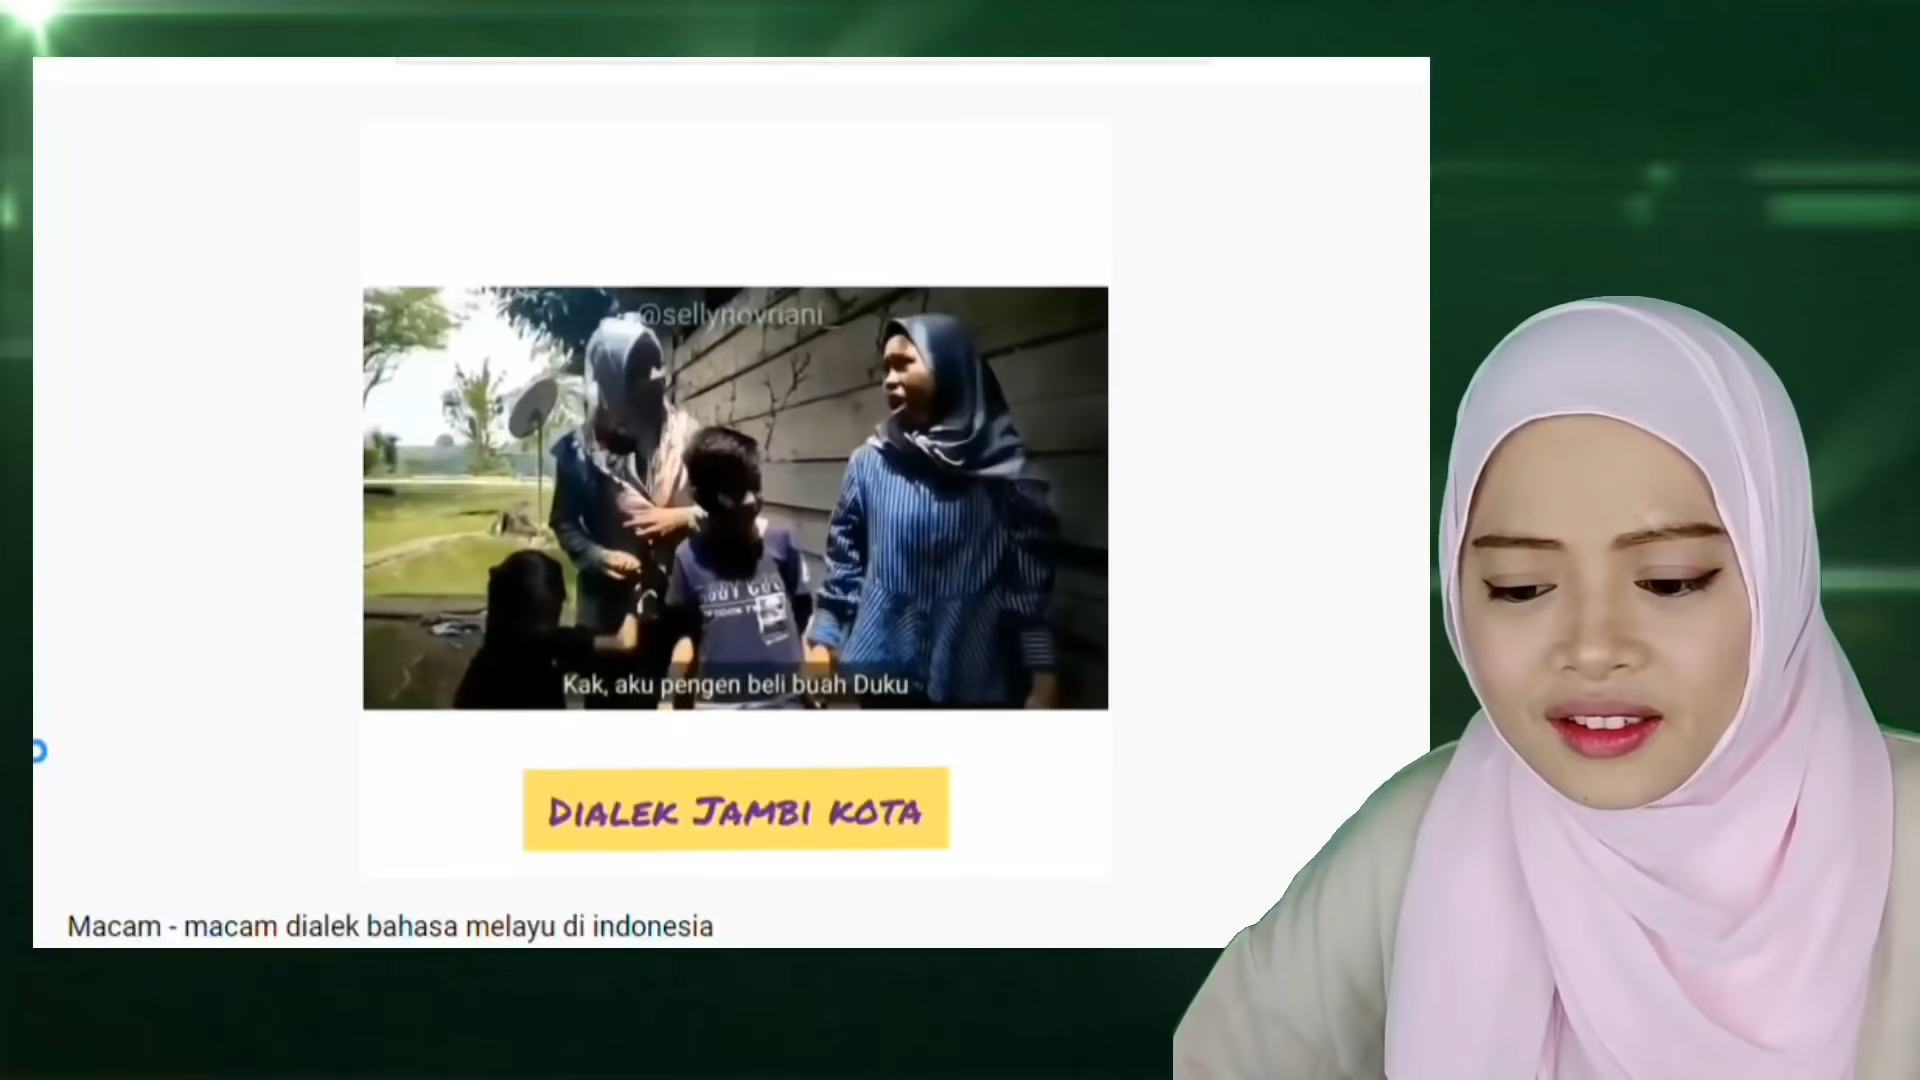 @sellynovriani_
Kak, aku pengen beli buah Duku
DIALEK JAMBI KOTA
Macam - macam dialek bahasa melayu di indonesia